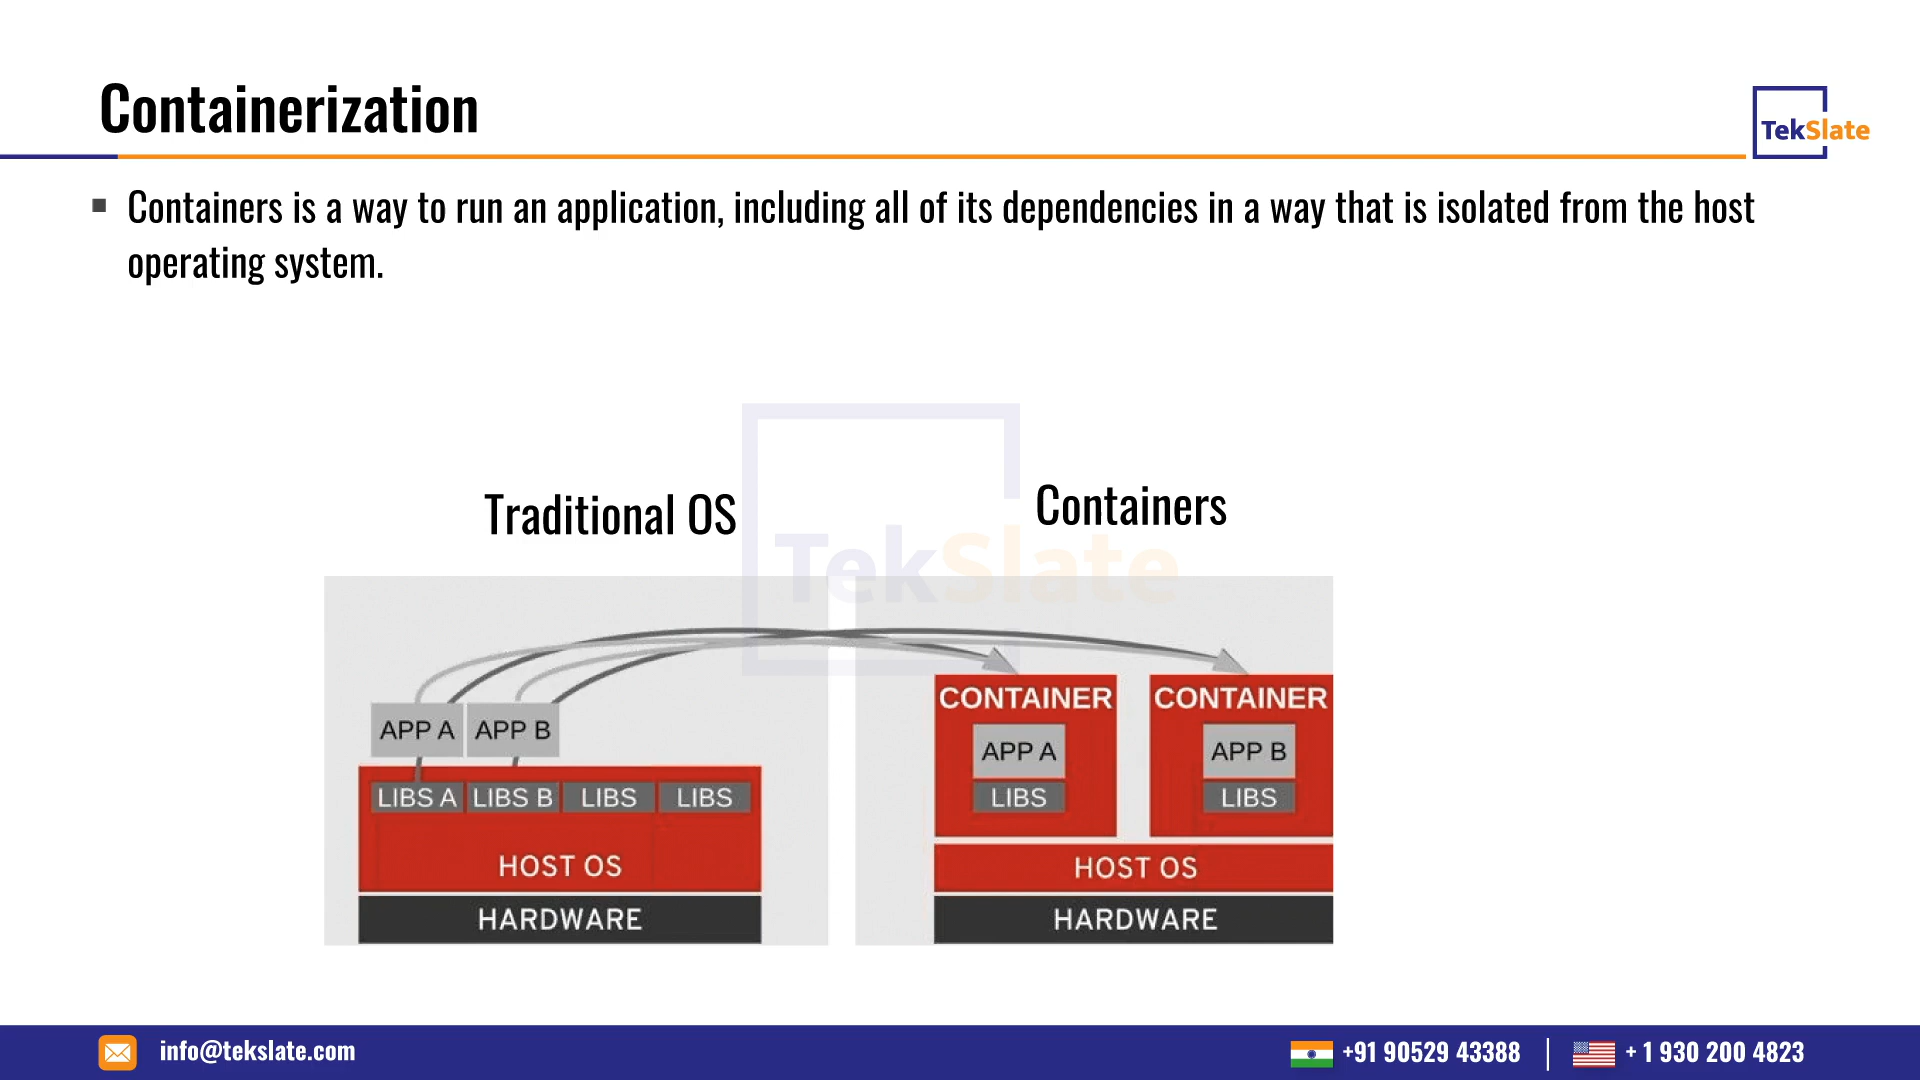 Containerization
TekSlate
Containers is a way to run an application, including all of its dependencies in a way that is isolated from the host
operating system.
Traditional OS
Containers
TekSlate
APP A
APP B
LIBS A
LIBS B
LIBS
LIBS
HOST OS
HARDWARE
CONTAINER
CONTAINER
APP A
APP B
LIBS
LIBS
HOST OS
HARDWARE
info@tekslate.com
+91 90529 43388
+ 1 930 200 4823